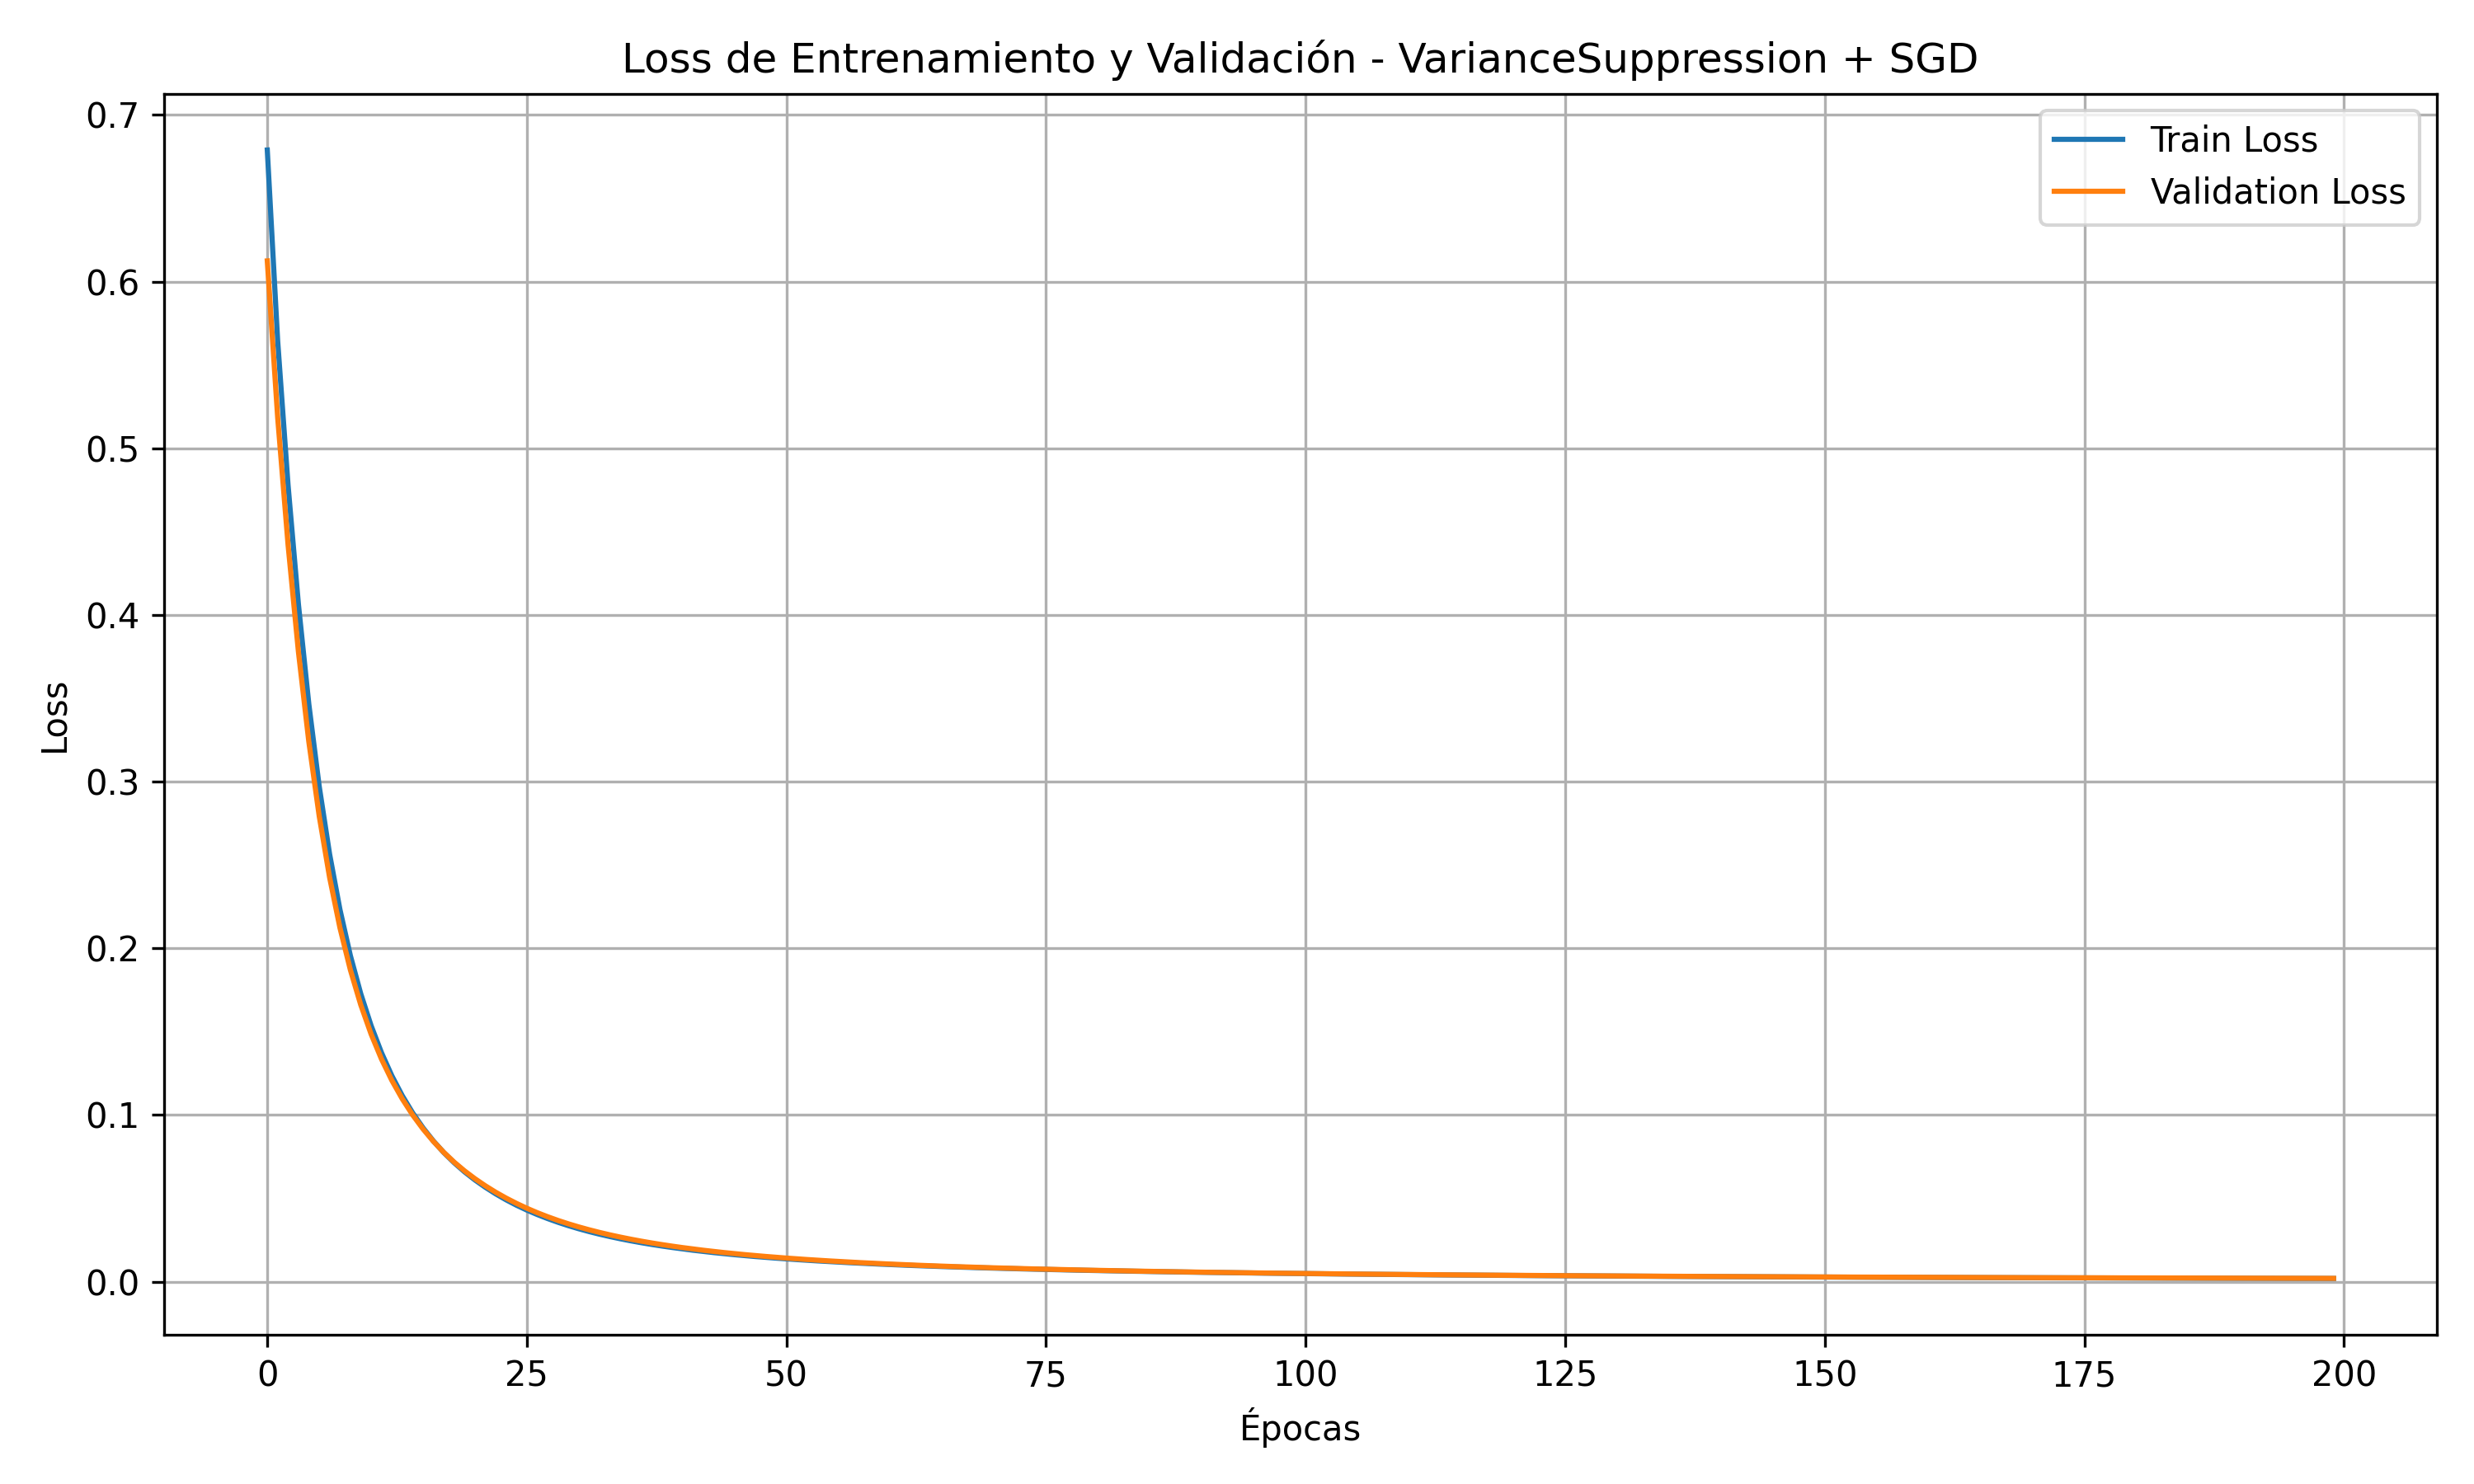 Loss de Entrenamiento y Validación - VarianceSuppression + SGD
Train Loss
Validation Loss
0.7
0.6
0.5
0.4
0.3
0.2
0.1
0.0
Loss
0 25 50 75 100 125 150 175 200
Épocas